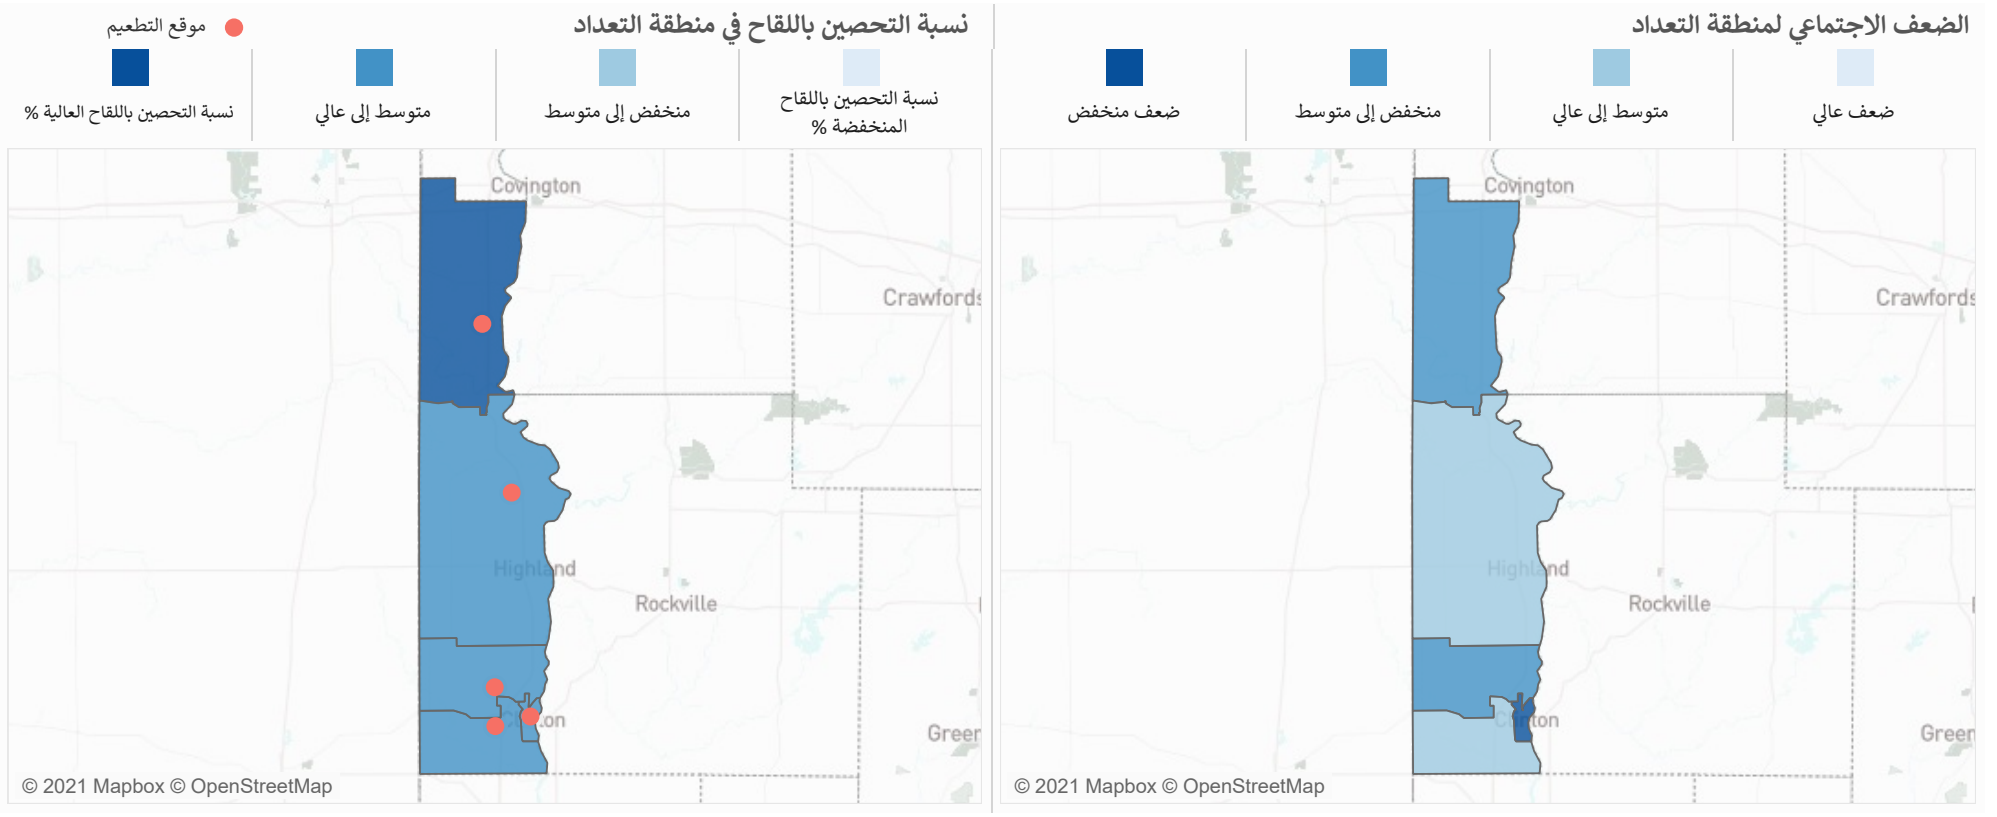 الضعف الاجتماعي لمنطقة التعداد
ضعف عالي
متوسط إلى عالي
منخفض إلى متوسط
ضعف منخفض
Covington
Crawfords
Highland
Rockville
Clinton
Green
© 2021 Mapbox © OpenStreetMap
نسبة التحصين باللقاح في منطقة التعداد
موقع التطعيم
نسبة التحصين باللقاح
المنخفضة %
منخفض إلى متوسط
متوسط إلى عالي
نسبة التحصين باللقاح العالية %
Covington
Crawfords
Highland
Rockville
Clinton
Green
© 2021 Mapbox © OpenStreetMap